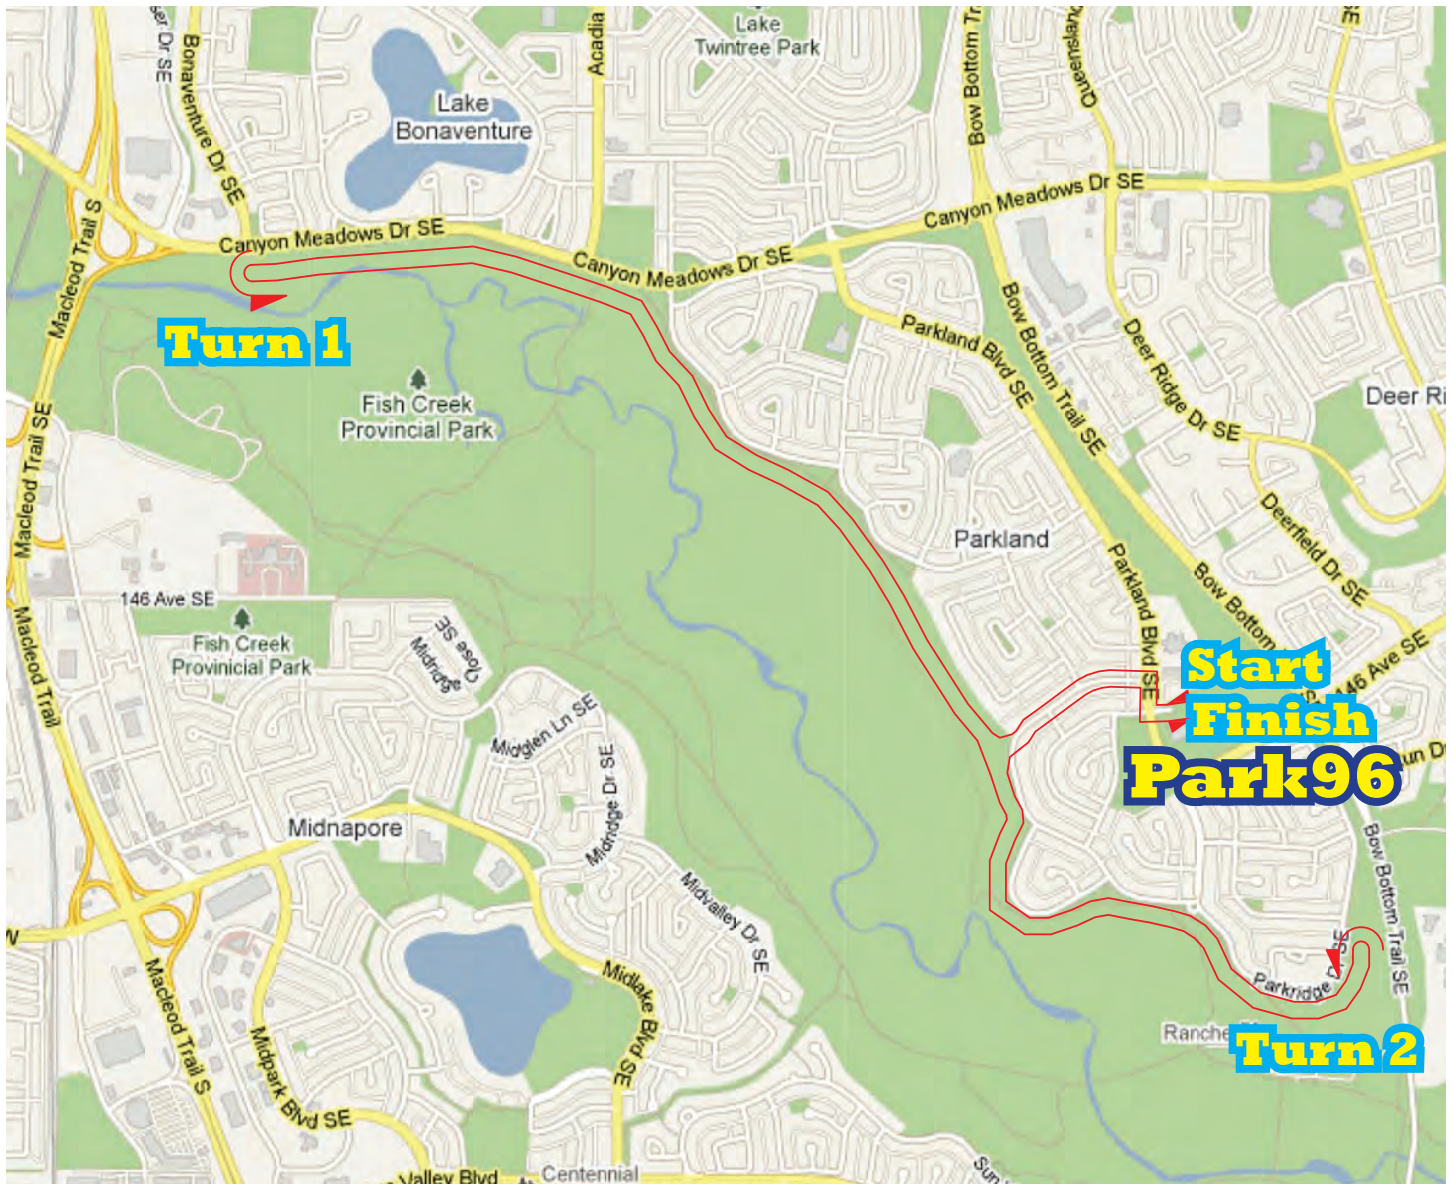 Bonaventure Dr SE
Acadia
Lake
Twintree Park
Bow Bottom Tr
Lake
Bonaventure
Canyon Meadows Dr SE
Canyon Meadows Dr SE
Canyon Meadows Dr SE
Macleod Trail S
Turn 1
Fish Creek
Provincial Park
Parkland Blvd SE
Bow Bottom Trail SE
Deer Ridge Dr SE
Macleod Trail SE
Parkland
Deerfield Dr SE
Parkland Blvd SE
Bow Bottom
146 Ave SE
146 Ave SE
Fish Creek
Provinicial Park
Midridge
Close SE
Macleod Trail
Start
Finish
Park96
Midglen Ln SE
Midridge Dr SE
Midnapore
Midvalley Dr SE
Bow Bottom Trail SE
Parkridge Dr SE
Turn 2
Midlake Blvd SE
Macleod Trail S
Midpark Blvd SE
Valley Blvd
Centennial